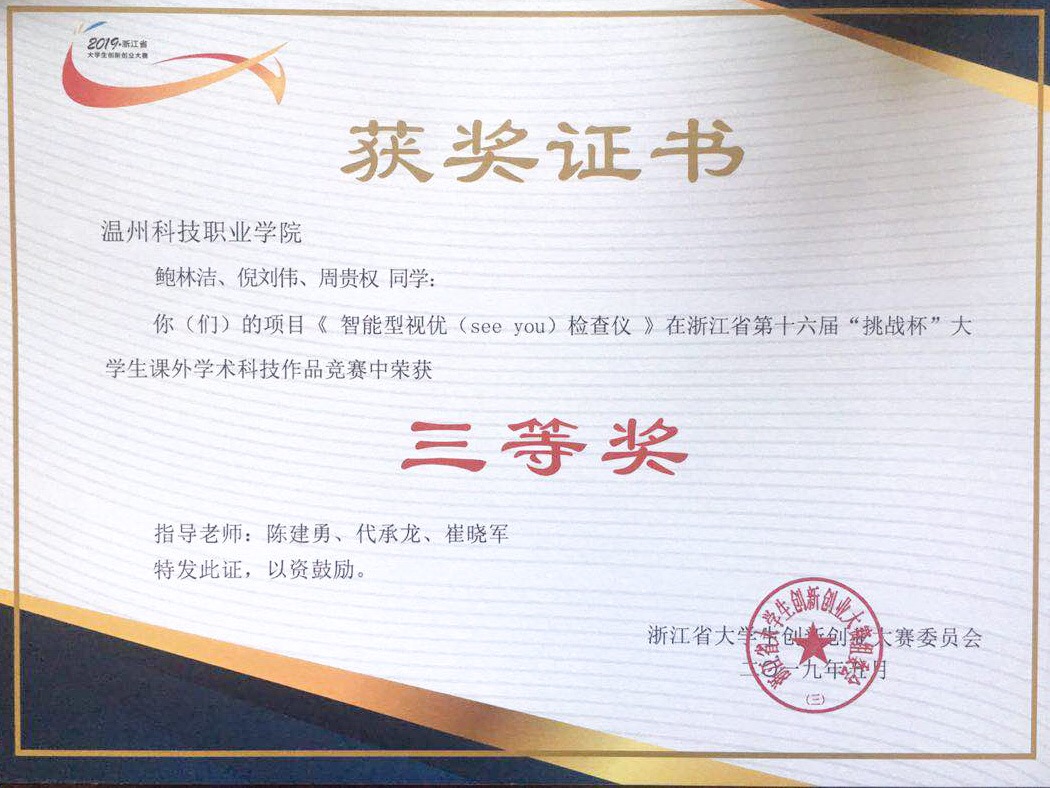 2019·浙江省
大学生创新创业大赛
获奖证书
温州科技职业学院
鲍林洁、倪刘伟、周贵权 同学：
你（们）的项目《 智能型视优（see you）检查仪 》在浙江省第十六届“挑战杯”大
学生课外学术科技作品竞赛中荣获
三等奖
指导老师：陈建勇、代承龙、崔晓军
特发此证，以资鼓励。
浙江省大学生创新创业大赛委员会
二〇一九年五月
浙江省大学生创新创业大赛组委会
（三）